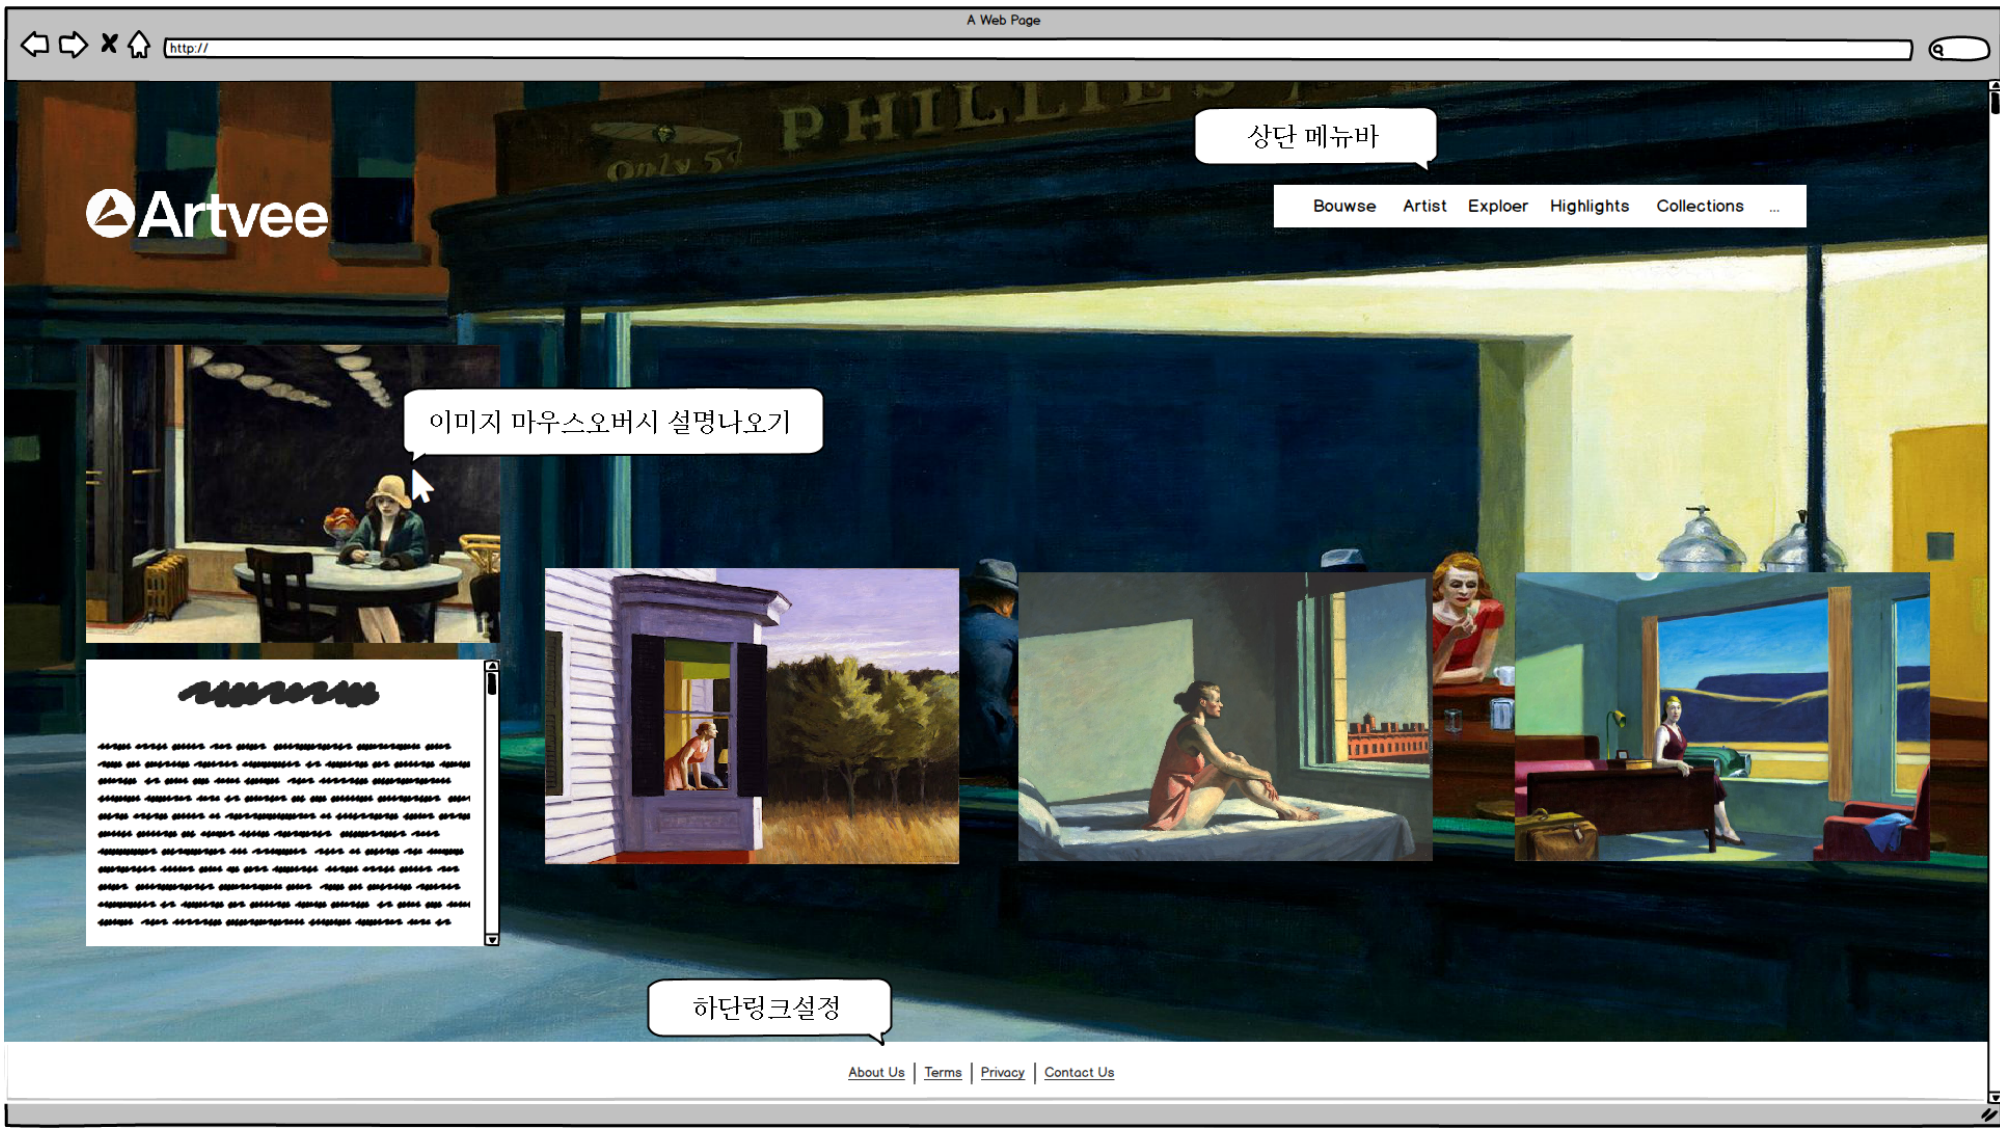 A Web Page
http://
PHILLIES
Only 5¢
상단 메뉴바
Artvee
Bouwse Artist Exploer Highlights Collections ...
이미지 마우스오버시 설명나오기
하단링크설정
About Us | Terms | Privacy | Contact Us